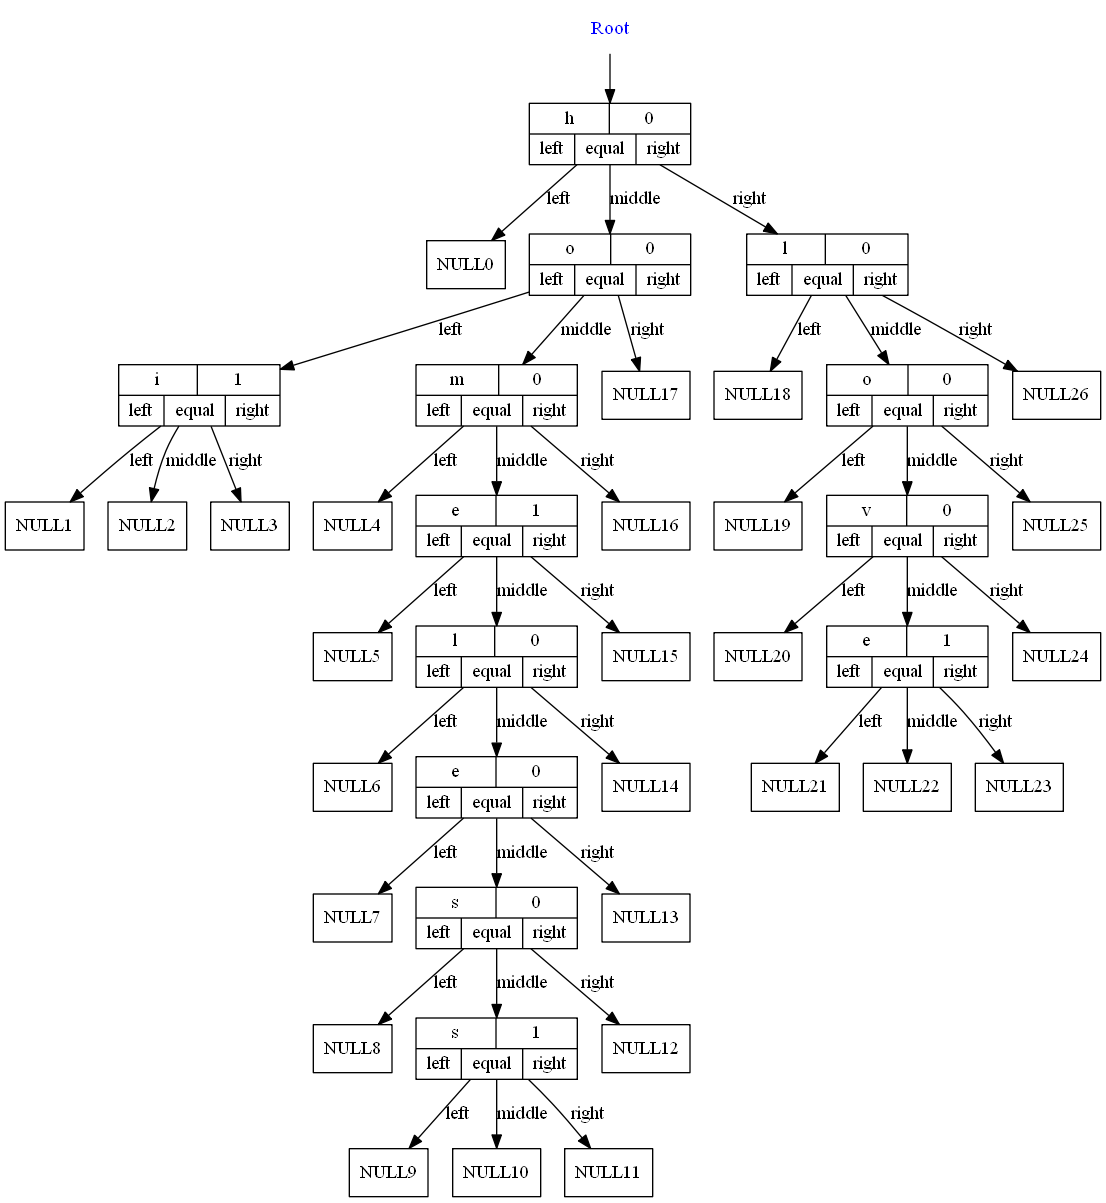 Root
h 0
left equal right
left middle right
NULL0
o 0
left equal right
l 0
left equal right
left middle right left middle right
i 1
left equal right
m 0
left equal right
NULL17
NULL18
o 0
left equal right
NULL26
left middle right left middle right left middle right
NULL1 NULL2 NULL3 NULL4
e 1
left equal right
NULL16
NULL19
v 0
left equal right
NULL25
left middle right left middle right
NULL5
l 0
left equal right
NULL15
NULL20
e 1
left equal right
NULL24
left middle right left middle right
NULL6
e 0
left equal right
NULL14
NULL21 NULL22 NULL23
left middle right
NULL7
s 0
left equal right
NULL13
left middle right
NULL8
s 1
left equal right
NULL12
left middle right
NULL9 NULL10 NULL11